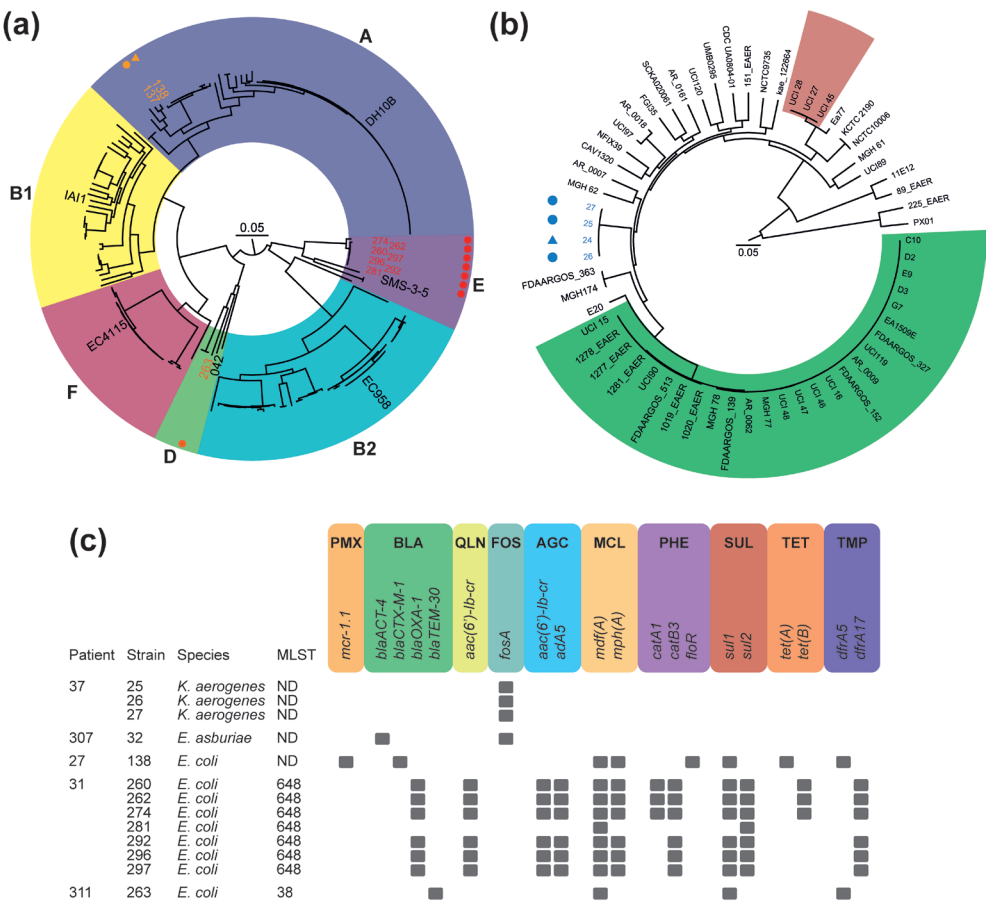 (a)
A
B1
F
D
B2
E
138
137
DH10B
IAI1
0.05
274 262
260 297
296 292
281
SMS-3-5
EC4115
263
042
EC958
(b)
SCKA020061
AR_0161
UCI120
UMB0295
CDC UA0804-01
151_EAER
NCTC9735
kae_122664
UCI 28
UCI 27
UCI 45
Ea77
KCTC 2190
NCTC10006
MGH 61
UCI89
11E12
89_EAER
225_EAER
PX01
FGI35
AR_0018
UCI97
NFIX39
CAV1320
AR_0007
MGH 62
27
25
24
26
FDAARGOS_363
MGH174
E20
0.05
C10
D2
E9
D3
G7
EA1509E
FDAARGOS_327
UCI119
AR_0009
FDAARGOS_152
UCI 16
UCI 46
UCI 47
UCI 48
MGH 77
AR_0062
FDAARGOS_139
MGH 78
1020_EAER
1019_EAER
FDAARGOS_513
UCI90
1281_EAER
1277_EAER
1278_EAER
UCI 15
(c)
PMX BLA QLN FOS AGC MCL PHE SUL TET TMP
mcr-1.1 blaACT-4 blaCTX-M-1 blaOXA-1 blaTEM-30 aac(6')-Ib-cr fosA aac(6')-Ib-cr adA5 mdf(A) mph(A) catA1 catB3 floR sul1 sul2 tet(A) tet(B) dfrA5 dfrA17
Patient Strain Species MLST
37 25 K. aerogenes ND
26 K. aerogenes ND
27 K. aerogenes ND
307 32 E. asburiae ND
27 138 E. coli ND
31 260 E. coli 648
262 E. coli 648
274 E. coli 648
281 E. coli 648
292 E. coli 648
296 E. coli 648
297 E. coli 648
311 263 E. coli 38